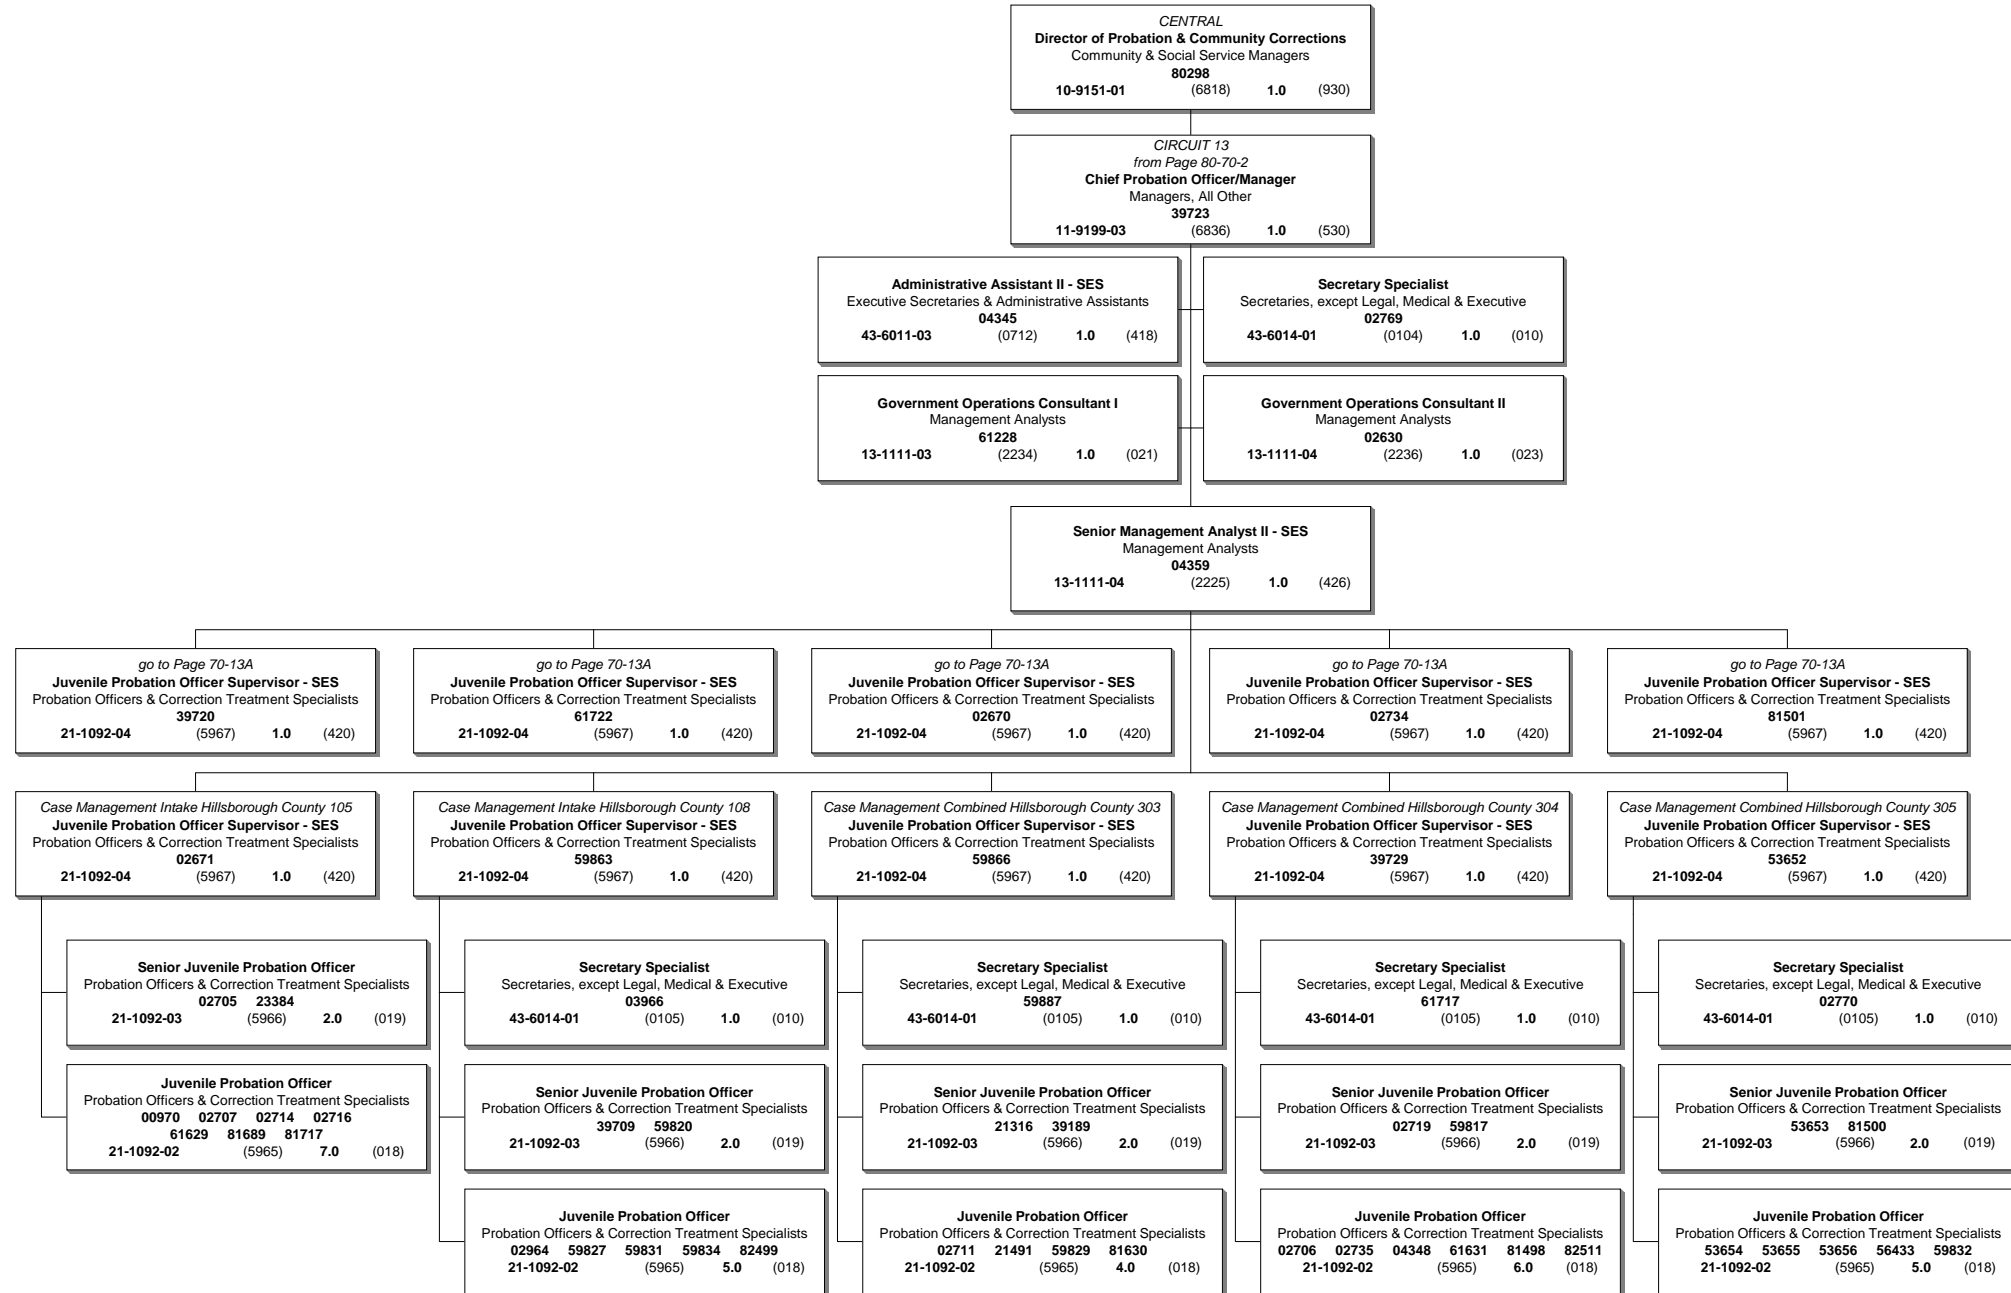 CENTRAL
Director of Probation & Community Corrections
Community & Social Service Managers
80298
10-9151-01 (6818) 1.0 (930)
CIRCUIT 13
from Page 80-70-2
Chief Probation Officer/Manager
Managers, All Other
39723
11-9199-03 (6836) 1.0 (530)
Administrative Assistant II - SES
Executive Secretaries & Administrative Assistants
04345
43-6011-03 (0712) 1.0 (418)
Secretary Specialist
Secretaries, except Legal, Medical & Executive
02769
43-6014-01 (0104) 1.0 (010)
Government Operations Consultant I
Management Analysts
61228
13-1111-03 (2234) 1.0 (021)
Government Operations Consultant II
Management Analysts
02630
13-1111-04 (2236) 1.0 (023)
Senior Management Analyst II - SES
Management Analysts
04359
13-1111-04 (2225) 1.0 (426)
go to Page 70-13A
Juvenile Probation Officer Supervisor - SES
Probation Officers & Correction Treatment Specialists
39720
21-1092-04 (5967) 1.0 (420)
go to Page 70-13A
Juvenile Probation Officer Supervisor - SES
Probation Officers & Correction Treatment Specialists
61722
21-1092-04 (5967) 1.0 (420)
go to Page 70-13A
Juvenile Probation Officer Supervisor - SES
Probation Officers & Correction Treatment Specialists
02670
21-1092-04 (5967) 1.0 (420)
go to Page 70-13A
Juvenile Probation Officer Supervisor - SES
Probation Officers & Correction Treatment Specialists
02734
21-1092-04 (5967) 1.0 (420)
go to Page 70-13A
Juvenile Probation Officer Supervisor - SES
Probation Officers & Correction Treatment Specialists
81501
21-1092-04 (5967) 1.0 (420)
Case Management Intake Hillsborough County 105
Juvenile Probation Officer Supervisor - SES
Probation Officers & Correction Treatment Specialists
02671
21-1092-04 (5967) 1.0 (420)
Case Management Intake Hillsborough County 108
Juvenile Probation Officer Supervisor - SES
Probation Officers & Correction Treatment Specialists
59863
21-1092-04 (5967) 1.0 (420)
Case Management Combined Hillsborough County 303
Juvenile Probation Officer Supervisor - SES
Probation Officers & Correction Treatment Specialists
59866
21-1092-04 (5967) 1.0 (420)
Case Management Combined Hillsborough County 304
Juvenile Probation Officer Supervisor - SES
Probation Officers & Correction Treatment Specialists
39729
21-1092-04 (5967) 1.0 (420)
Case Management Combined Hillsborough County 305
Juvenile Probation Officer Supervisor - SES
Probation Officers & Correction Treatment Specialists
53652
21-1092-04 (5967) 1.0 (420)
Senior Juvenile Probation Officer
Probation Officers & Correction Treatment Specialists
02705 23384
21-1092-03 (5966) 2.0 (019)
Juvenile Probation Officer
Probation Officers & Correction Treatment Specialists
00970 02707 02714 02716
61629 81689 81717
21-1092-02 (5965) 7.0 (018)
Secretary Specialist
Secretaries, except Legal, Medical & Executive
03966
43-6014-01 (0105) 1.0 (010)
Senior Juvenile Probation Officer
Probation Officers & Correction Treatment Specialists
39709 59820
21-1092-03 (5966) 2.0 (019)
Juvenile Probation Officer
Probation Officers & Correction Treatment Specialists
02964 59827 59831 59834 82499
21-1092-02 (5965) 5.0 (018)
Secretary Specialist
Secretaries, except Legal, Medical & Executive
59887
43-6014-01 (0105) 1.0 (010)
Senior Juvenile Probation Officer
Probation Officers & Correction Treatment Specialists
21316 39189
21-1092-03 (5966) 2.0 (019)
Juvenile Probation Officer
Probation Officers & Correction Treatment Specialists
02711 21491 59829 81630
21-1092-02 (5965) 4.0 (018)
Secretary Specialist
Secretaries, except Legal, Medical & Executive
61717
43-6014-01 (0105) 1.0 (010)
Senior Juvenile Probation Officer
Probation Officers & Correction Treatment Specialists
02719 59817
21-1092-03 (5966) 2.0 (019)
Juvenile Probation Officer
Probation Officers & Correction Treatment Specialists
02706 02735 04348 61631 81498 82511
21-1092-02 (5965) 6.0 (018)
Secretary Specialist
Secretaries, except Legal, Medical & Executive
02770
43-6014-01 (0105) 1.0 (010)
Senior Juvenile Probation Officer
Probation Officers & Correction Treatment Specialists
53653 81500
21-1092-03 (5966) 2.0 (019)
Juvenile Probation Officer
Probation Officers & Correction Treatment Specialists
53654 53655 53656 56433 59832
21-1092-02 (5965) 5.0 (018)